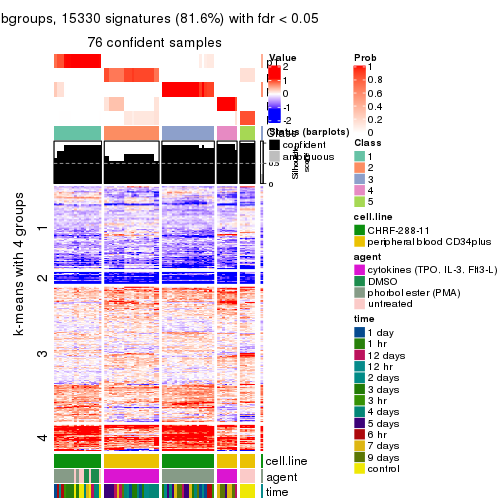 bgroups, 15330 signatures (81.6%) with fdr < 0.05
76 confident samples
k-means with 4 groups
1
2
3
4
cell.line
agent
time
Value
2
1
0
-1
-2
Status (barplots)
confident
ambiguous
1
0.5
0
Silhouette
score
Prob
1
0.8
0.6
0.4
0.2
0
Class
1
2
3
4
5
cell.line
CHRF-288-11
peripheral blood CD34plus
agent
cytokines (TPO. IL-3. Flt3-L)
DMSO
phorbol ester (PMA)
untreated
time
1 day
1 hr
12 days
12 hr
2 days
3 days
3 hr
4 days
5 days
6 hr
7 days
9 days
control